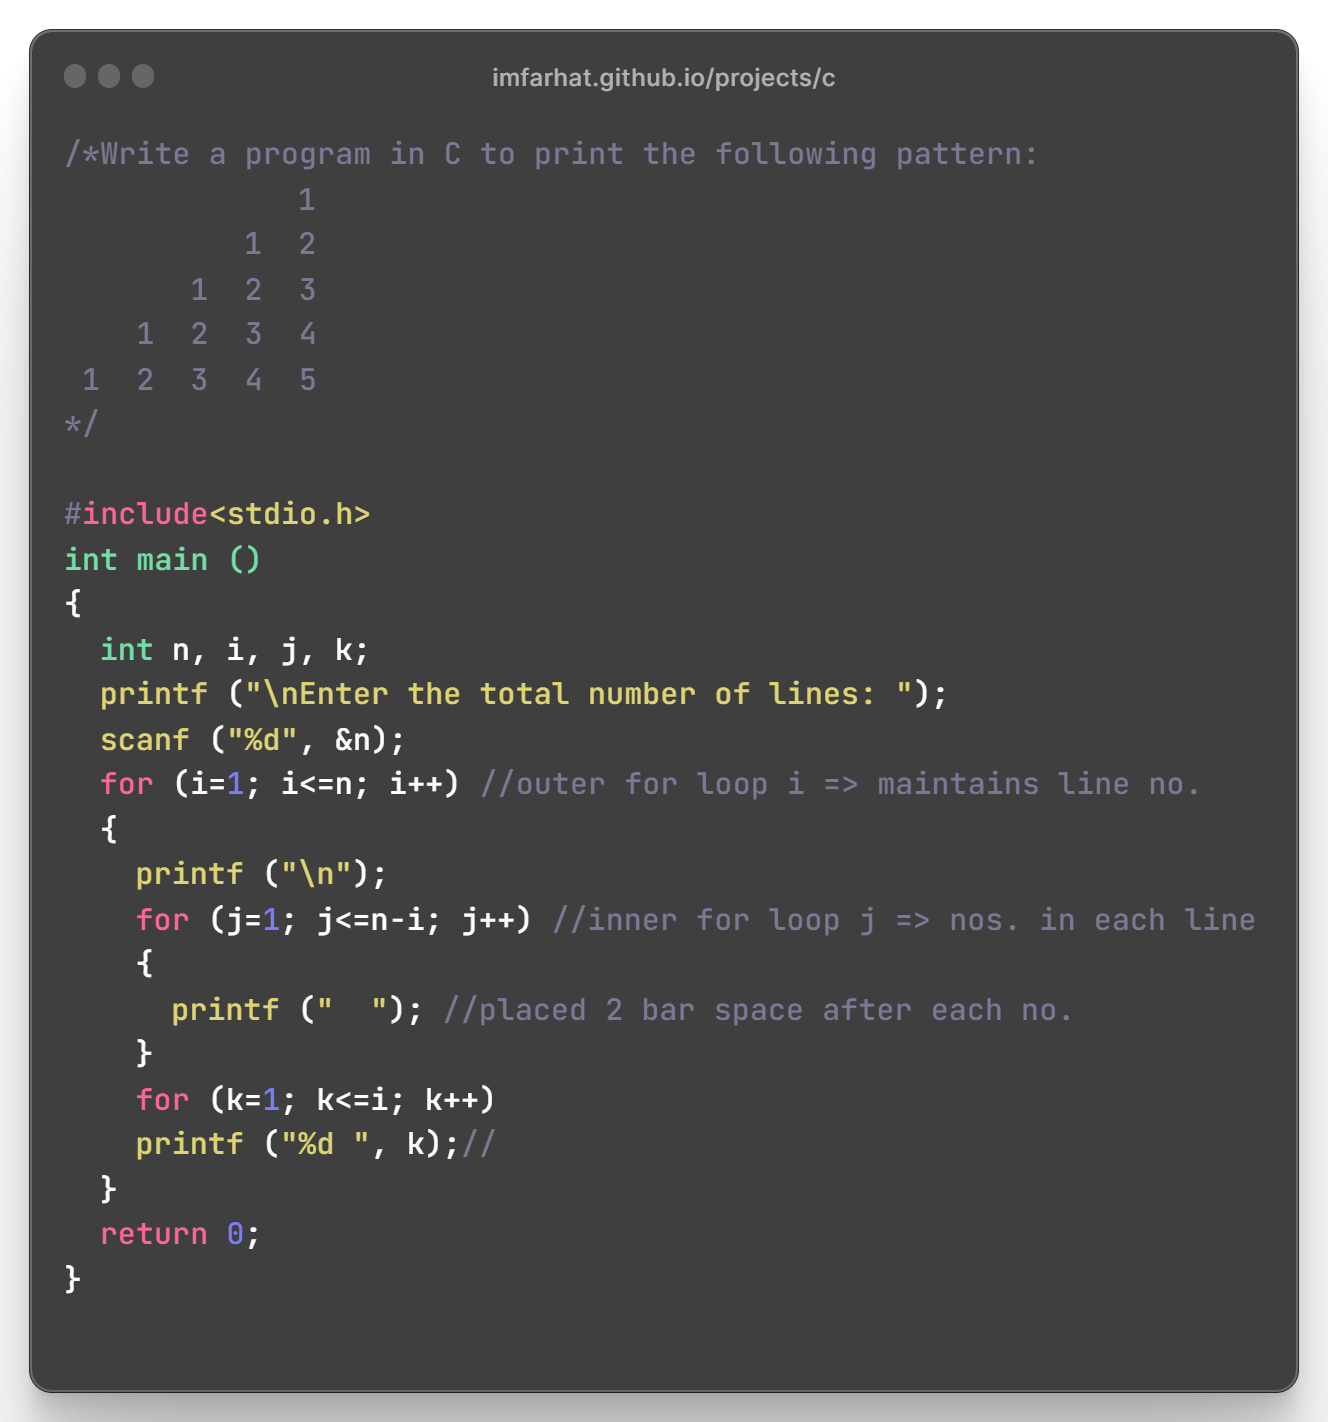 imfarhat.github.io/projects/c
/*Write a program in C to print the following pattern:
             1
          1  2
       1  2  3
    1  2  3  4
 1  2  3  4  5
*/

#include<stdio.h>
int main ()
{
  int n, i, j, k;
  printf ("\nEnter the total number of lines: ");
  scanf ("%d", &n);
  for (i=1; i<=n; i++) //outer for loop i => maintains line no.
  {
    printf ("\n");
    for (j=1; j<=n-i; j++) //inner for loop j => nos. in each line
    {
      printf ("  "); //placed 2 bar space after each no.
    }
    for (k=1; k<=i; k++)
    printf ("%d ", k);//
  }
  return 0;
}